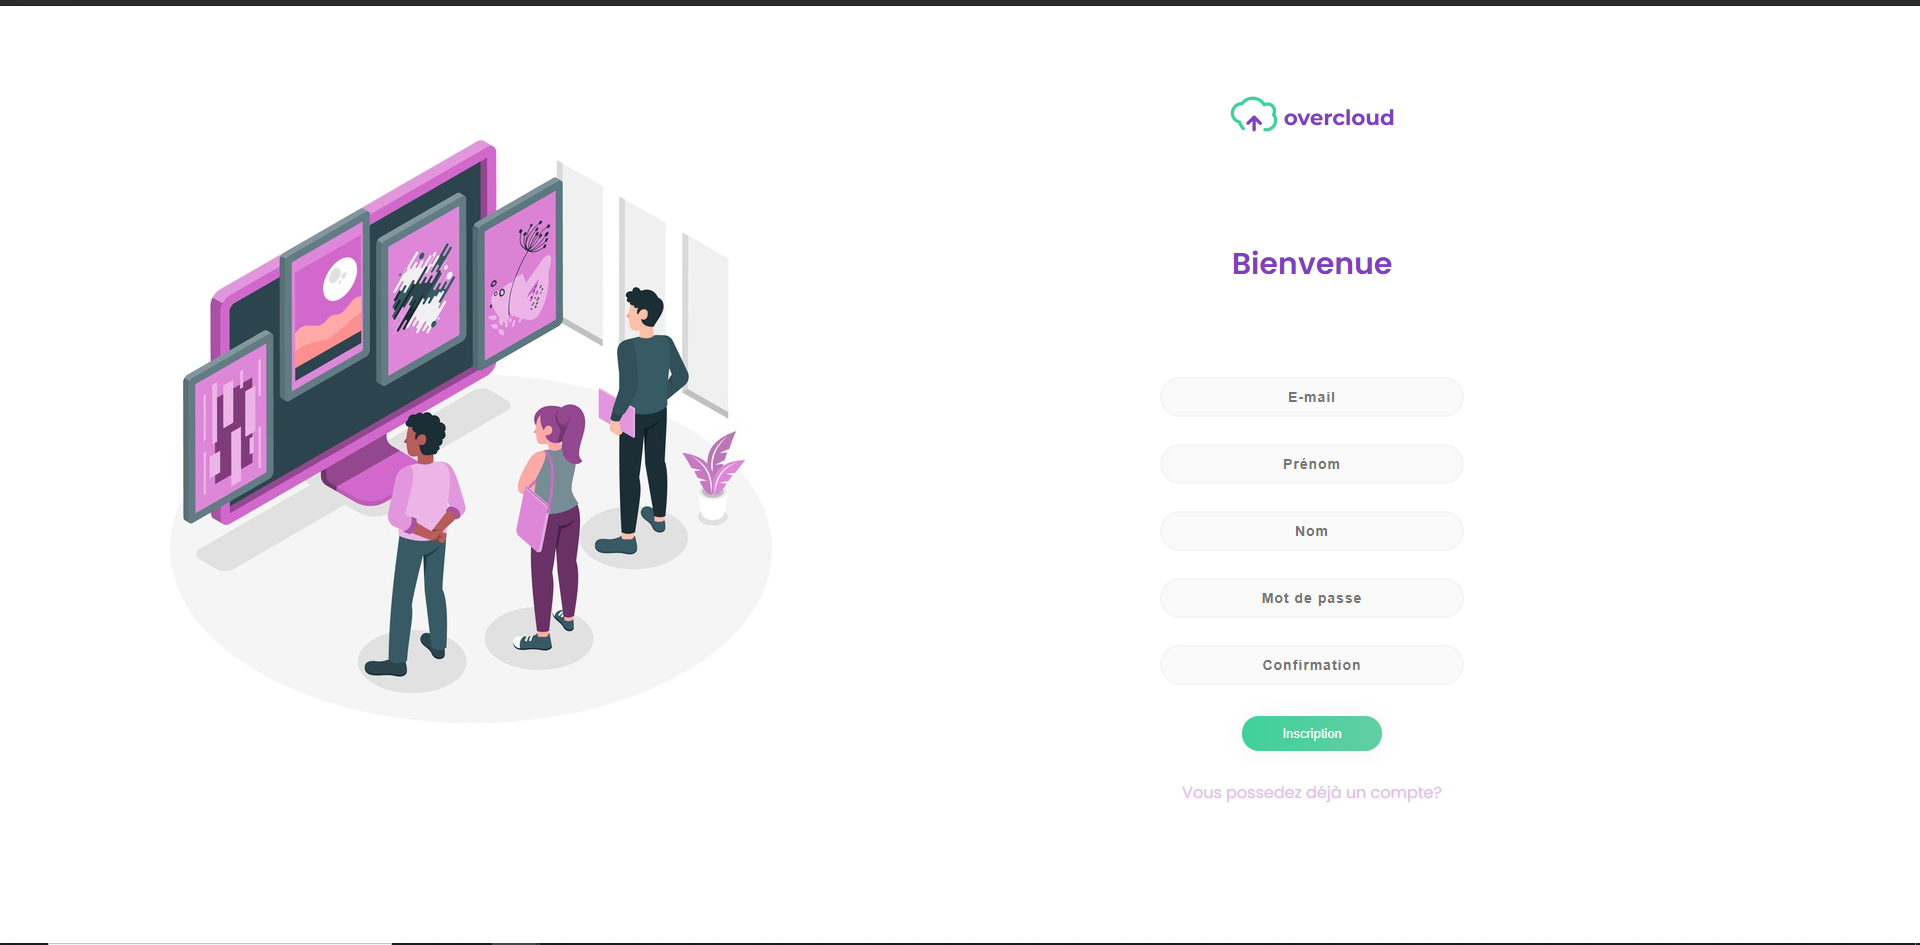 overcloud
Bienvenue
E-mail
Prénom
Nom
Mot de passe
Confirmation
Inscription
Vous possedez déjà un compte?